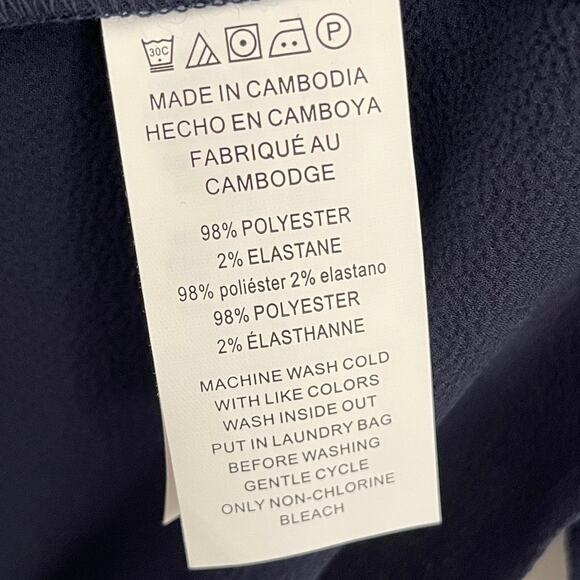 30C P
MADE IN CAMBODIA
HECHO EN CAMBOYA
FABRIQUÉ AU
CAMBODGE
98% POLYESTER
2% ELASTANE
98% poliéster 2% elastano
98% POLYESTER
2% ÉLASTHANNE
MACHINE WASH COLD
WITH LIKE COLORS
WASH INSIDE OUT
PUT IN LAUNDRY BAG
BEFORE WASHING
GENTLE CYCLE
ONLY NON-CHLORINE
BLEACH